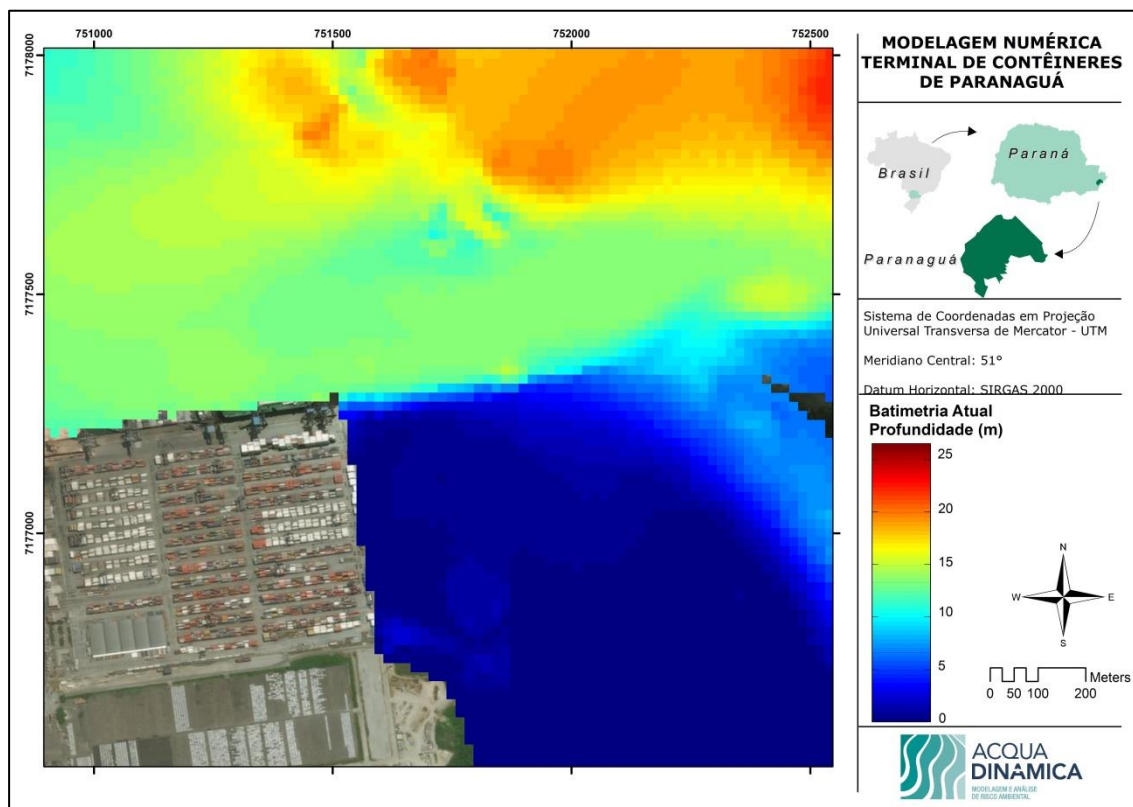 751000
751500
752000
752500
7178000
7177500
7177000
MODELAGEM NUMÉRICA
TERMINAL DE CONTÊINERES
DE PARANAGUÁ
Brasil
Paraná
Paranaguá
Sistema de Coordenadas em Projeção
Universal Transversa de Mercator - UTM
Meridiano Central: 51°
Datum Horizontal: SIRGAS 2000
Batimetria Atual
Profundidade (m)
25
20
15
10
5
0
N
W
E
S
Meters
0 50 100 200
ACQUA
DINÂMICA
MODELAGEM E ANÁLISE
DE RISCO AMBIENTAL